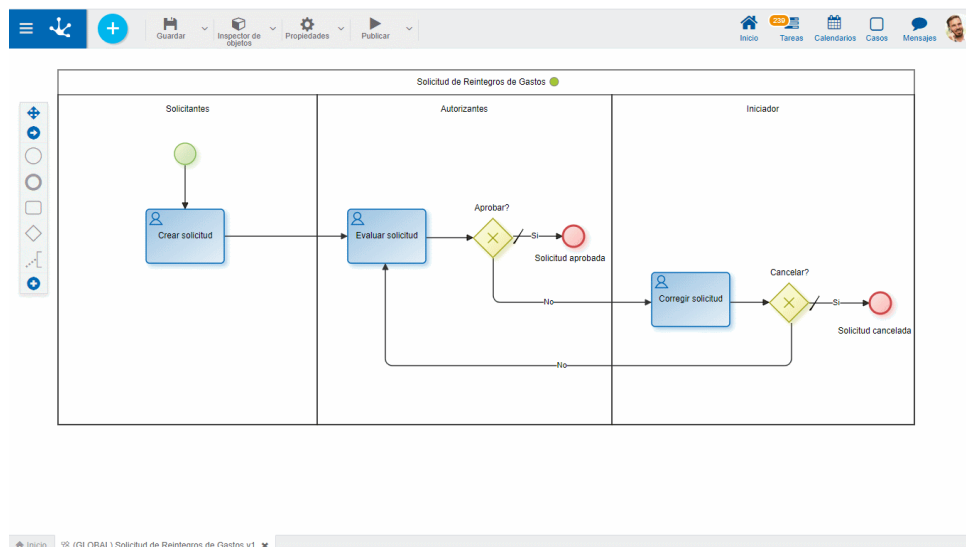 Guardar
Inspector de
objetos
Propiedades
Publicar
Inicio
239
Tareas
Calendarios
Casos
Mensajes
Solicitud de Reintegros de Gastos
Solicitantes
Autorizantes
Iniciador
Crear solicitud
Evaluar solicitud
Aprobar?
Si
Solicitud aprobada
No
Corregir solicitud
Cancelar?
Si
Solicitud cancelada
No
Inicio
(GLOBAL) Solicitud de Reintegros de Gastos v1